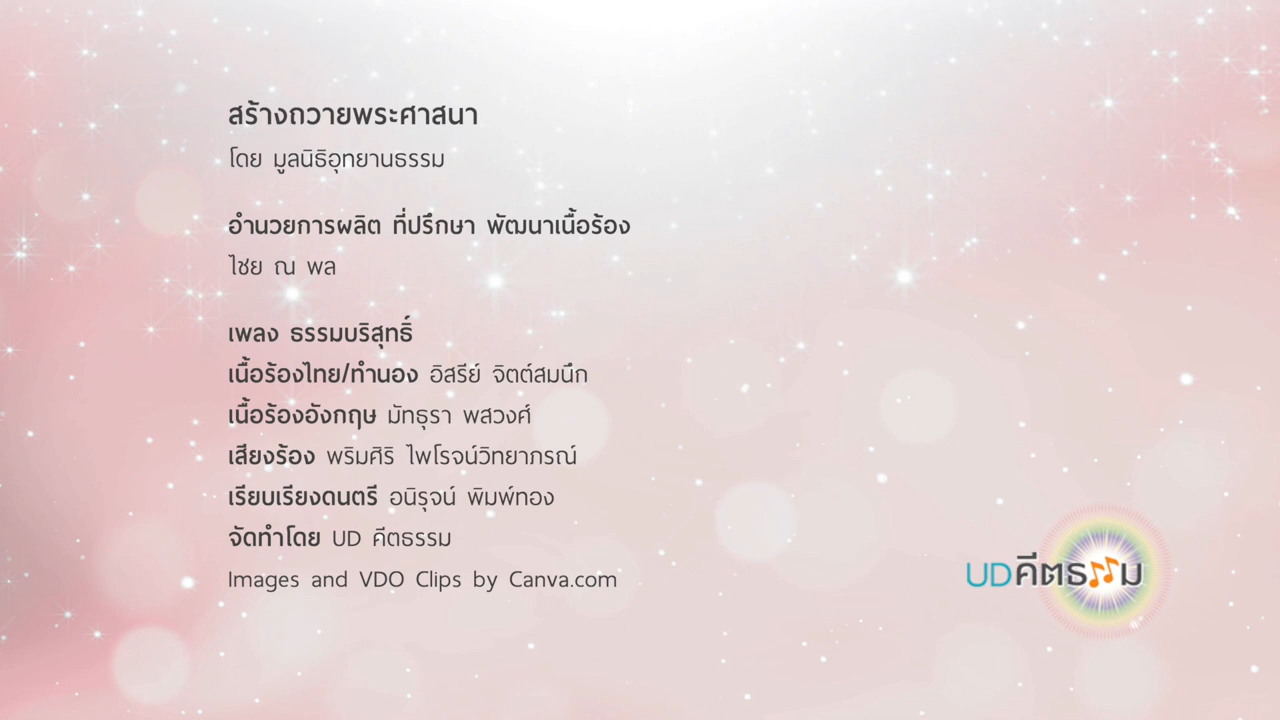 สร้างถวายพระศาสนา
โดย มูลนิธิอุทยานธรรม
อำนวยการผลิต ที่ปรึกษา พัฒนาเนื้อร้อง
ไชย ณ พล
เพลง ธรรมบริสุทธิ์
เนื้อร้องไทย/ทำนอง อิสรีย์ จิตต์สมนึก
เนื้อร้องอังกฤษ มัทธุรา พสวงศ์
เสียงร้อง พริมศิริ ไพโรจน์วิทยาภรณ์
เรียบเรียงดนตรี อนิรุจน์ พิมพ์ทอง
จัดทำโดย UD คีตธรรม
Images and VDO Clips by Canva.com
UDคีตธรรม